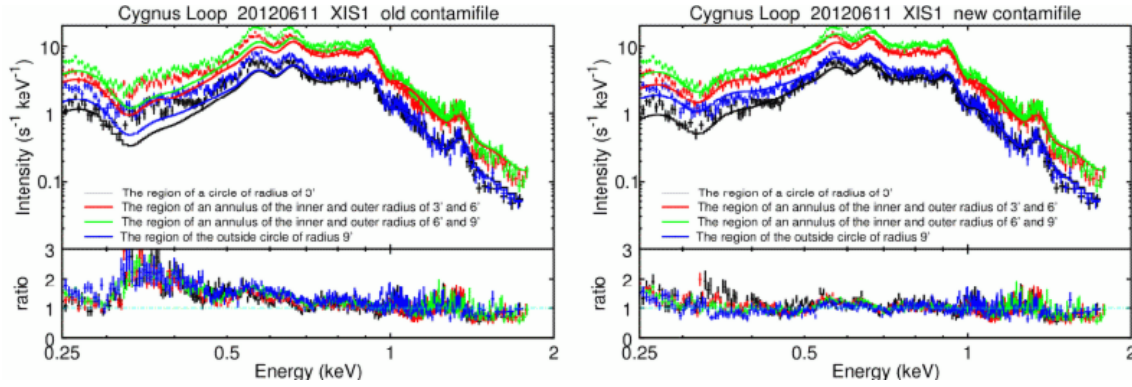 Cygnus Loop 20120611 XIS1 old contamifile
Intensity (s⁻¹ keV⁻¹)
10
1
0.1
The region of a circle of radius of 3'
The region of an annulus of the inner and outer radius of 3' and 6'
The region of an annulus of the inner and outer radius of 6' and 9'
The region of the outside circle of radius 9'
ratio
3
2
1
0
0.25
0.5
1
2
Energy (keV)
Cygnus Loop 20120611 XIS1 new contamifile
Intensity (s⁻¹ keV⁻¹)
10
1
0.1
The region of a circle of radius of 3'
The region of an annulus of the inner and outer radius of 3' and 6'
The region of an annulus of the inner and outer radius of 6' and 9'
The region of the outside circle of radius 9'
ratio
3
2
1
0
0.25
0.5
1
2
Energy (keV)